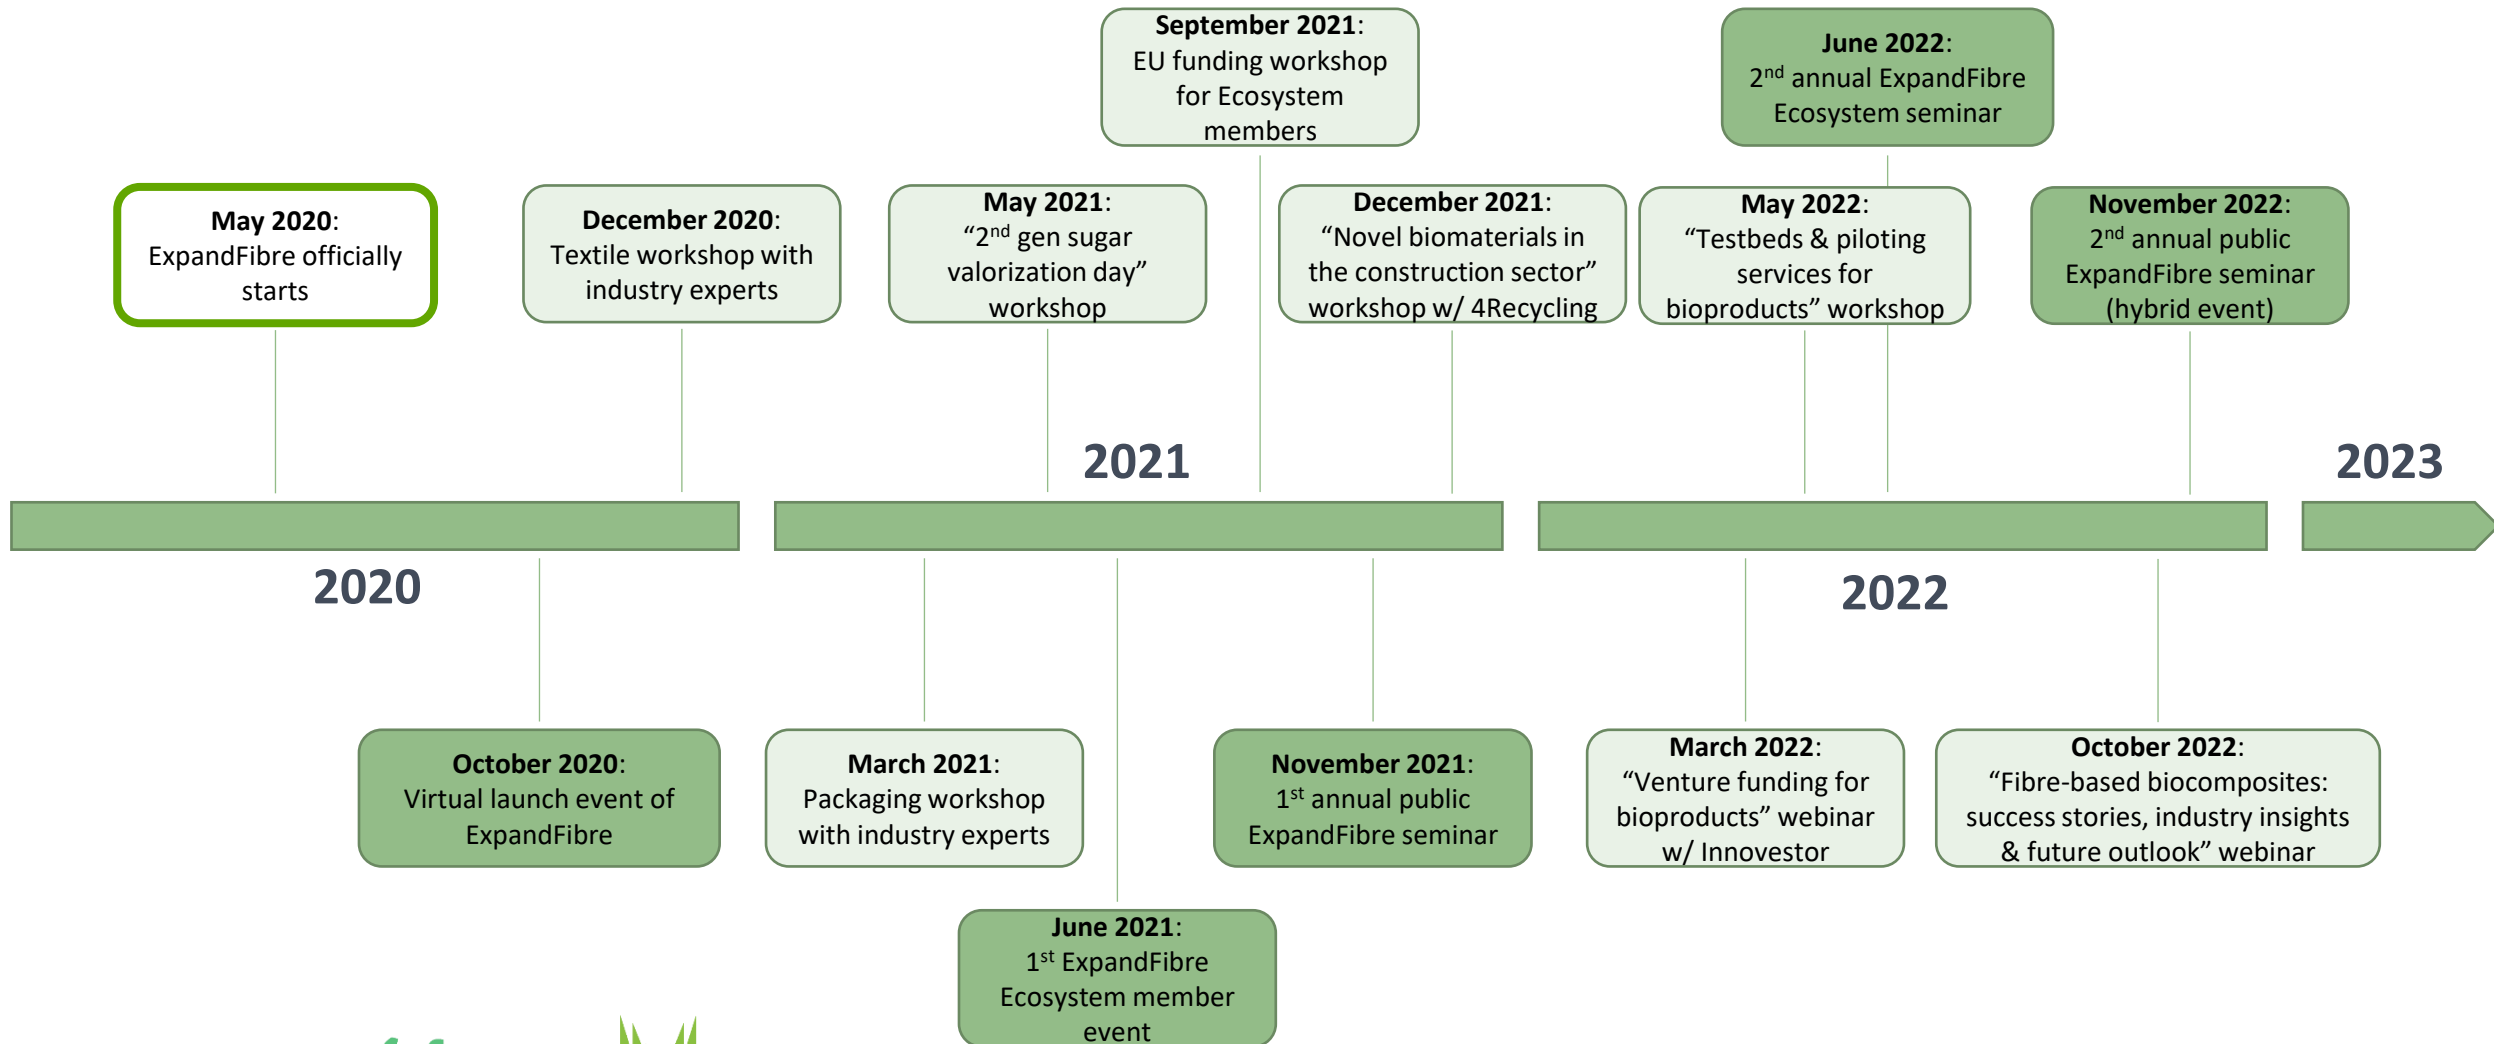 September 2021:
EU funding workshop
for Ecosystem
members
June 2022:
2nd annual ExpandFibre
Ecosystem seminar
May 2020:
ExpandFibre officially
starts
December 2020:
Textile workshop with
industry experts
May 2021:
“2nd gen sugar
valorization day”
workshop
December 2021:
“Novel biomaterials in
the construction sector”
workshop w/ 4Recycling
May 2022:
“Testbeds & piloting
services for
bioproducts” workshop
November 2022:
2nd annual public
ExpandFibre seminar
(hybrid event)
2021
2023
2020
2022
October 2020:
Virtual launch event of
ExpandFibre
March 2021:
Packaging workshop
with industry experts
November 2021:
1st annual public
ExpandFibre seminar
March 2022:
“Venture funding for
bioproducts” webinar
w/ Innovestor
October 2022:
“Fibre-based biocomposites:
success stories, industry insights
& future outlook” webinar
June 2021:
1st ExpandFibre
Ecosystem member
event